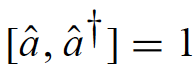 [â, â†] = 1